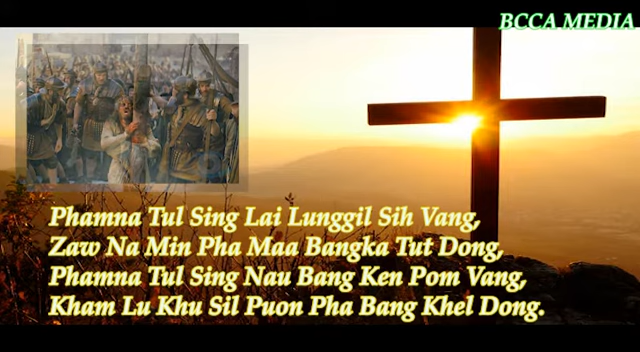 BCCA MEDIA
Phamna Tul Sing Lai Lunggil Sih Vang,
Zaw Na Min Pha Maa Bangka Tut Dong,
Phamna Tul Sing Nau Bang Ken Pom Vang,
Kham Lu Khu Sil Puon Pha Bang Khel Dong.